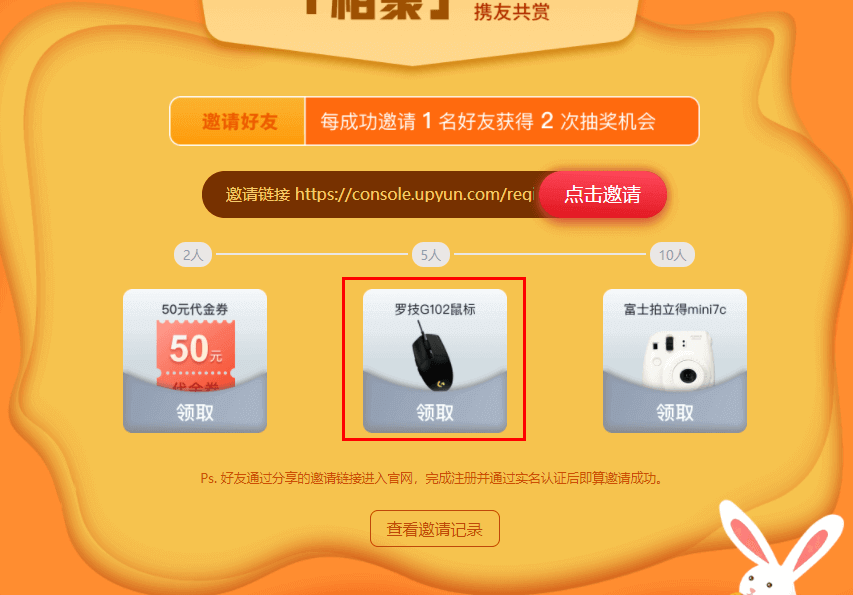 「相聚」 携友共赏
邀请好友 每成功邀请 1 名好友获得 2 次抽奖机会
邀请链接 https://console.upyun.com/regi 点击邀请
2人 5人 10人
50元代金券 罗技G102鼠标 富士拍立得mini7c
50元
代金券
领取 领取 领取
Ps. 好友通过分享的邀请链接进入官网，完成注册并通过实名认证后即算邀请成功。
查看邀请记录